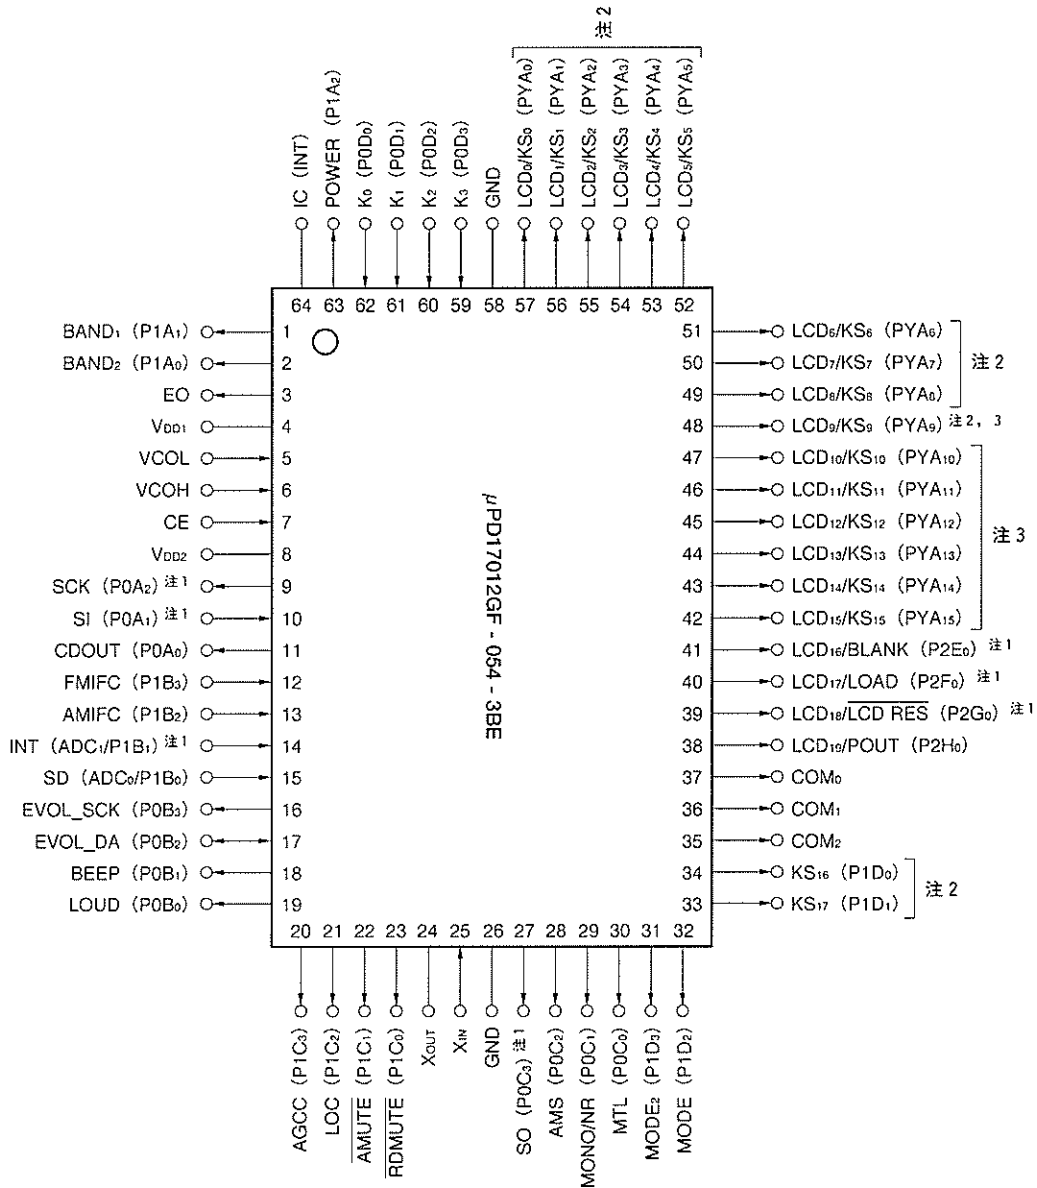 注2
IC (INT)
POWER (P1A₂)
K₀ (P0D₀)
K₁ (P0D₁)
K₂ (P0D₂)
K₃ (P0D₃)
GND
LCD₀/KS₀ (PYA₀)
LCD₁/KS₁ (PYA₁)
LCD₂/KS₂ (PYA₂)
LCD₃/KS₃ (PYA₃)
LCD₄/KS₄ (PYA₄)
LCD₅/KS₅ (PYA₅)
64 63 62 61 60 59 58 57 56 55 54 53 52
BAND₁ (P1A₁) 1
BAND₂ (P1A₀) 2
EO 3
VDD1 4
VCOL 5
VCOH 6
CE 7
VDD2 8
SCK (P0A₂) 注1 9
SI (P0A₁) 注1 10
CDOUT (P0A₀) 11
FMIFC (P1B₃) 12
AMIFC (P1B₂) 13
INT (ADC₁/P1B₁) 注1 14
SD (ADC₀/P1B₀) 15
EVOL_SCK (P0B₃) 16
EVOL_DA (P0B₂) 17
BEEP (P0B₁) 18
LOUD (P0B₀) 19
μPD17012GF - 054 - 3BE
51 LCD₆/KS₆ (PYA₆)
50 LCD₇/KS₇ (PYA₇)
49 LCD₈/KS₈ (PYA₈)
注2
48 LCD₉/KS₉ (PYA₉) 注2, 3
47 LCD₁₀/KS₁₀ (PYA₁₀)
46 LCD₁₁/KS₁₁ (PYA₁₁)
45 LCD₁₂/KS₁₂ (PYA₁₂)
44 LCD₁₃/KS₁₃ (PYA₁₃)
43 LCD₁₄/KS₁₄ (PYA₁₄)
42 LCD₁₅/KS₁₅ (PYA₁₅)
注3
41 LCD₁₆/BLANK (P2E₀) 注1
40 LCD₁₇/LOAD (P2F₀) 注1
39 LCD₁₈/LCD RES (P2G₀) 注1
38 LCD₁₉/POUT (P2H₀)
37 COM₀
36 COM₁
35 COM₂
34 KS₁₆ (P1D₀)
33 KS₁₇ (P1D₁)
注2
20 21 22 23 24 25 26 27 28 29 30 31 32
AGCC (P1C₃)
LOC (P1C₂)
AMUTE (P1C₁)
RDMUTE (P1C₀)
XOUT
XIN
GND
SO (P0C₃) 注1
AMS (P0C₂)
MONO/NR (P0C₁)
MTL (P0C₀)
MODE₂ (P1D₃)
MODE (P1D₂)